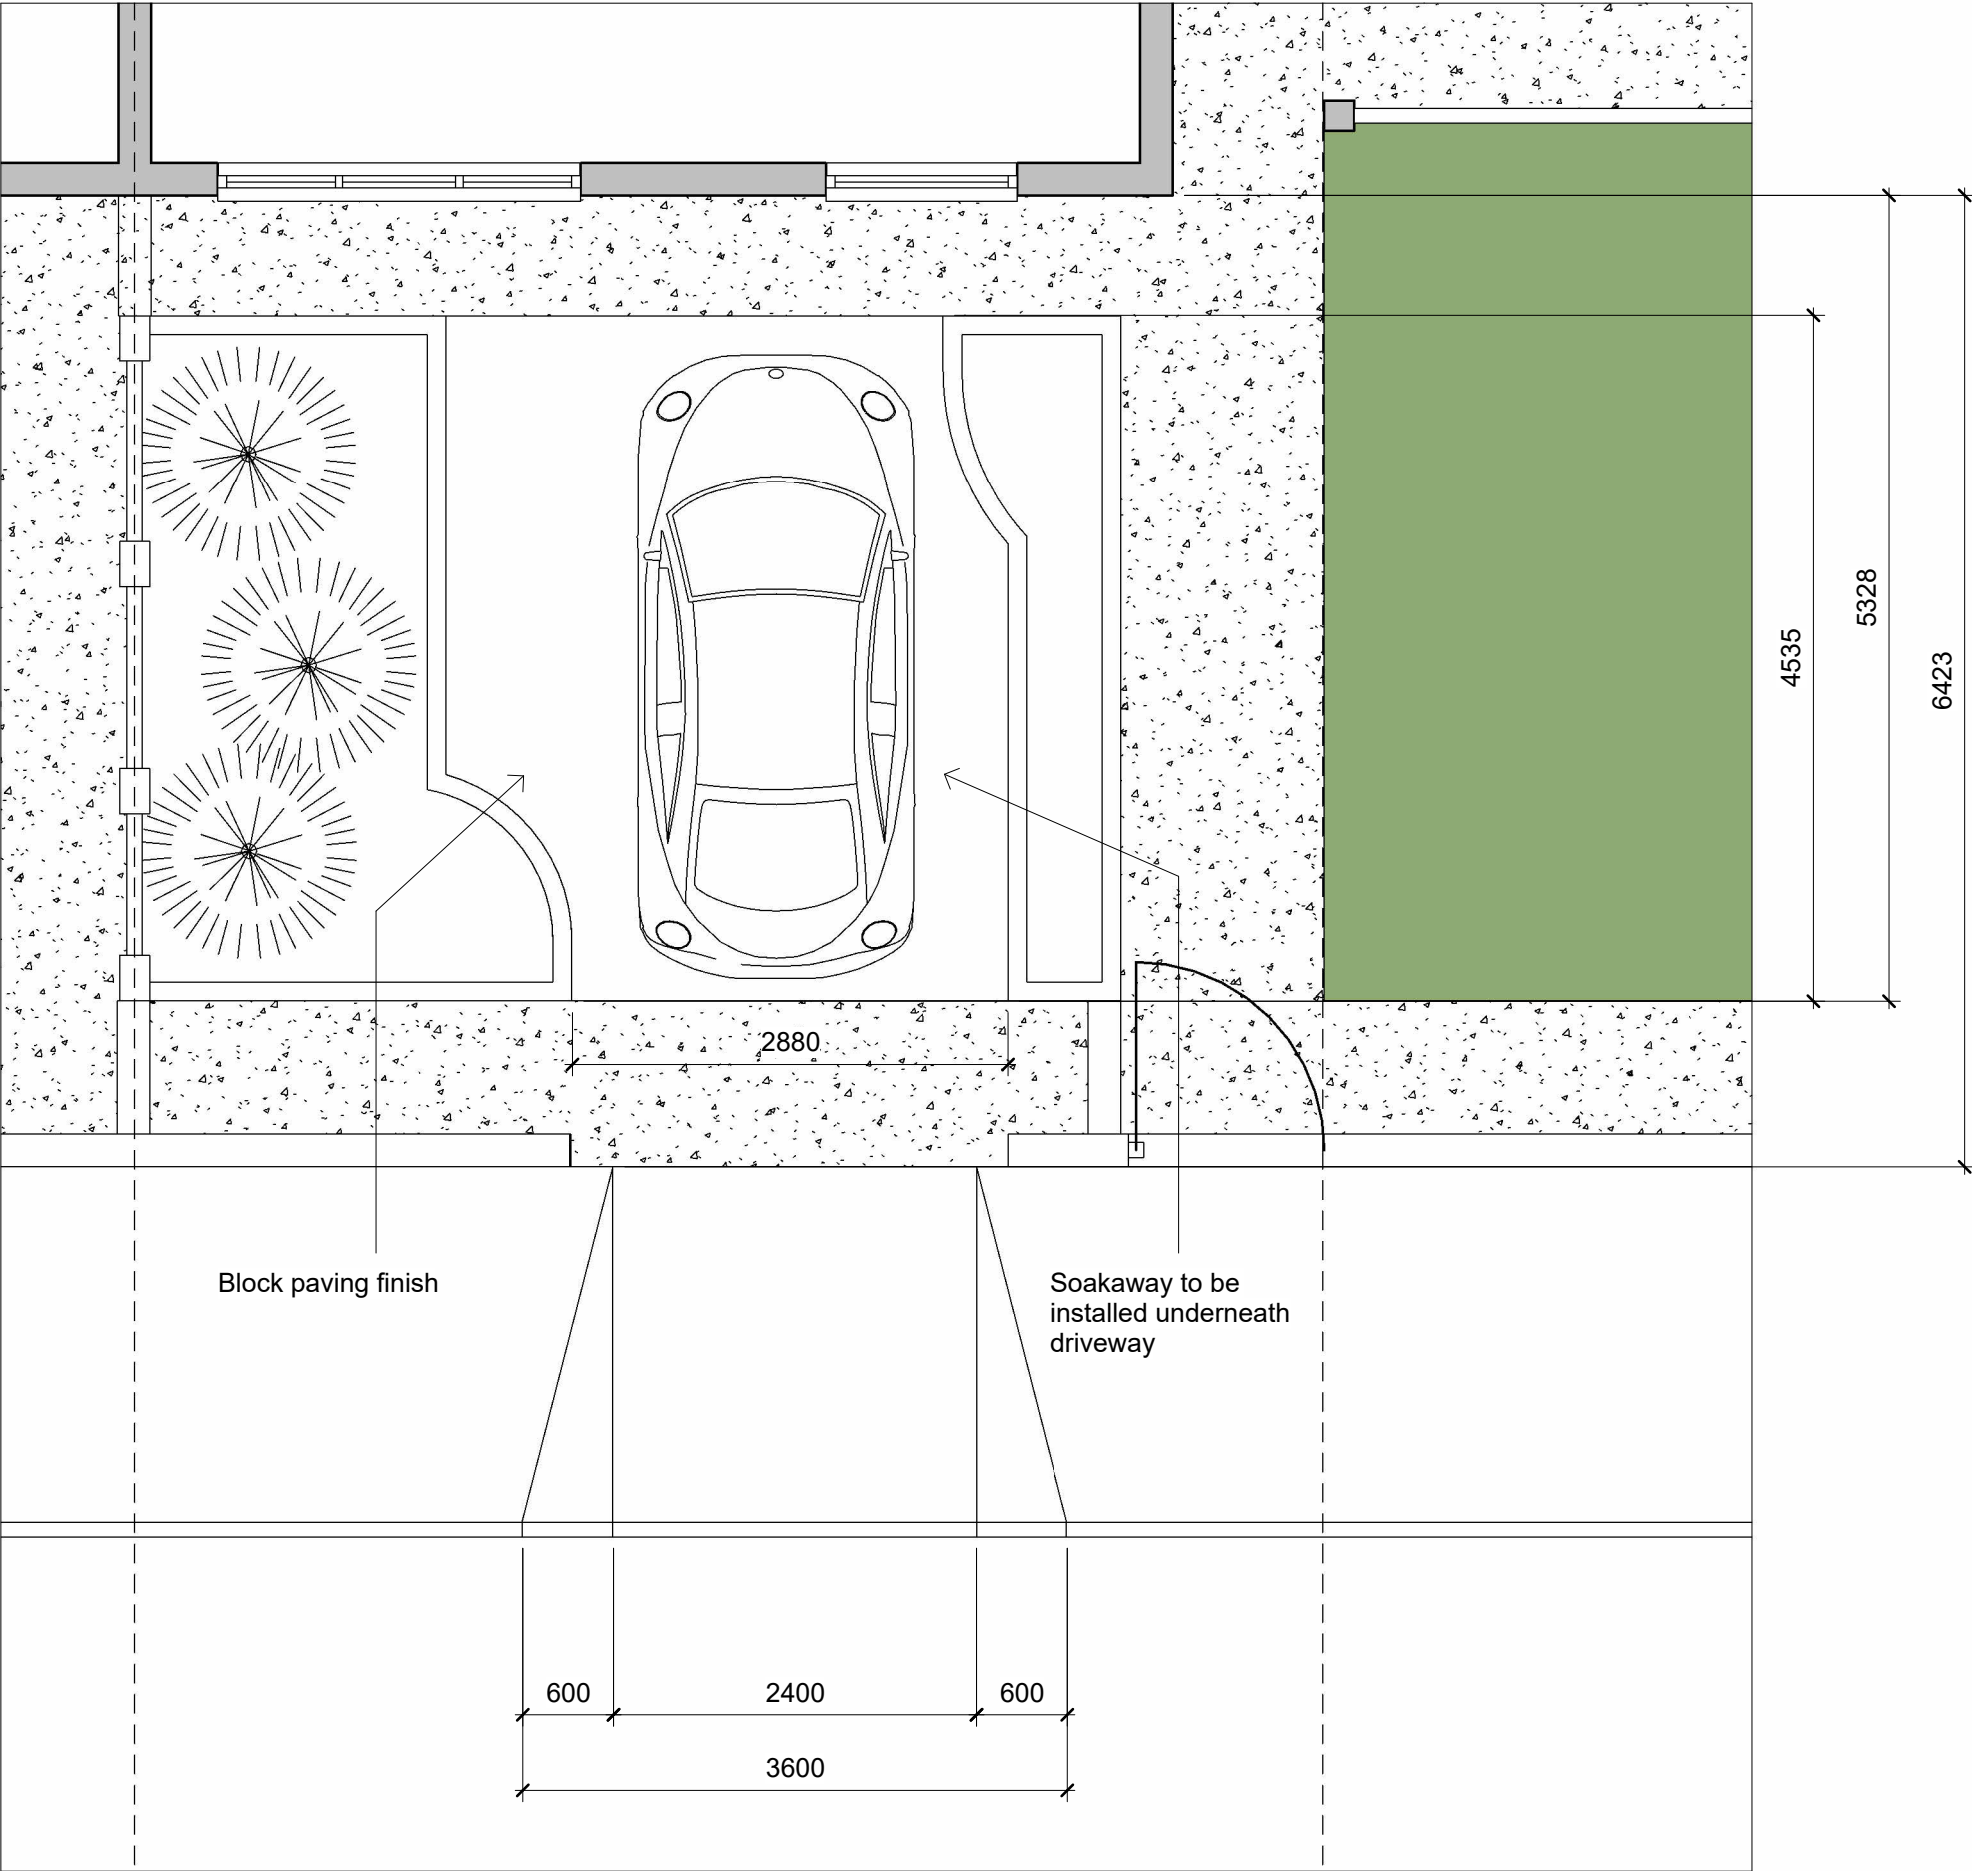 5328
4535
6423
2880
Block paving finish
Soakaway to be
installed underneath
driveway
600
2400
600
3600